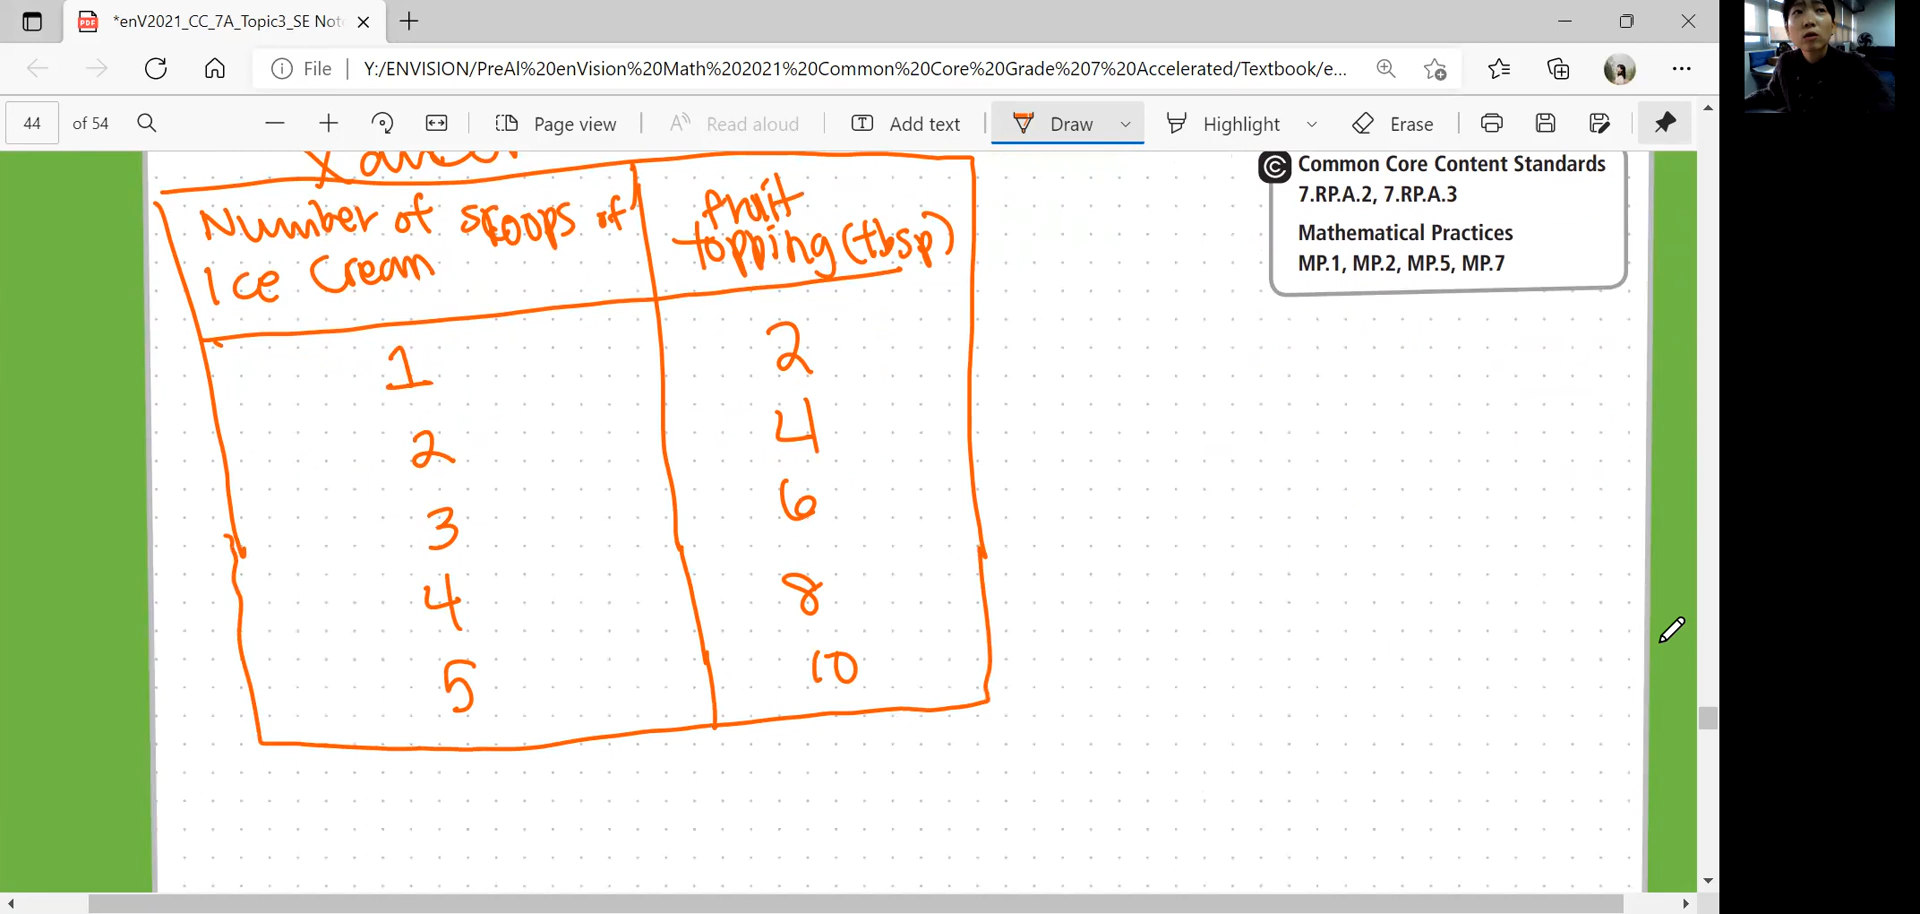 *enV2021_CC_7A_Topic3_SE Not
File
Y:/ENVISION/PreAl%20enVision%20Math%202021%20Common%20Core%20Grade%207%20Accelerated/Textbook/e...
44 of 54
Page view
Read aloud
Add text
Draw
Highlight
Erase
Common Core Content Standards
7.RP.A.2, 7.RP.A.3
Mathematical Practices
MP.1, MP.2, MP.5, MP.7
Number of scoops of
Ice Cream
fruit
topping (tbsp)
1 2
2 4
3 6
4 8
5 10